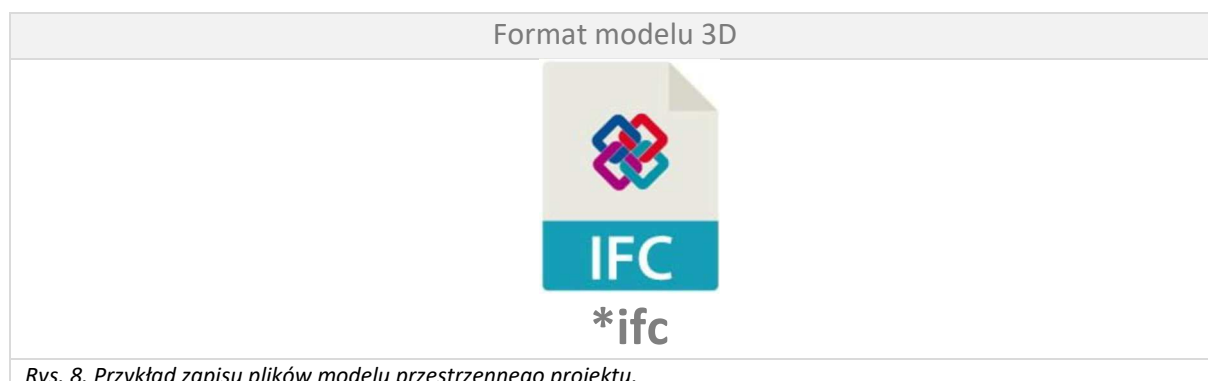 Format modelu 3D
IFC
*ifc
Rys. 8. Przykład zapisu plików modelu przestrzennego projektu.